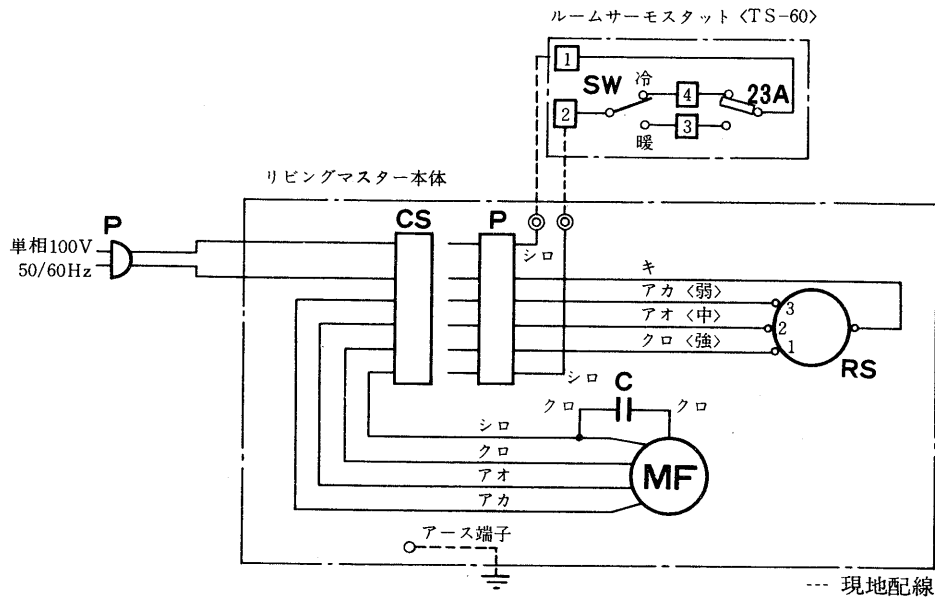 ルームサーモスタット〈TS-60〉
1
SW
冷
4
23A
2
3
暖
リビングマスター本体
P
CS
P
単相100V
50/60Hz
シロ
キ
アカ〈弱〉
3
アオ〈中〉
2
クロ〈強〉
1
RS
シロ
C
クロ
クロ
シロ
クロ
MF
アオ
アカ
アース端子
--- 現地配線